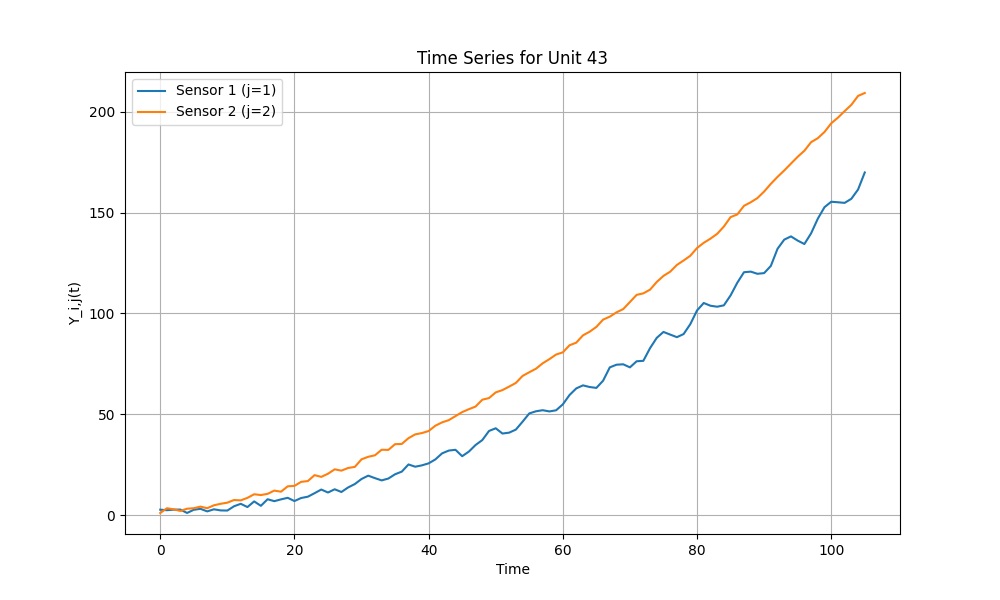 Time Series for Unit 43
Sensor 1 (j=1)
Sensor 2 (j=2)
Y_i,j(t)
200
150
100
50
0
0 20 40 60 80 100
Time